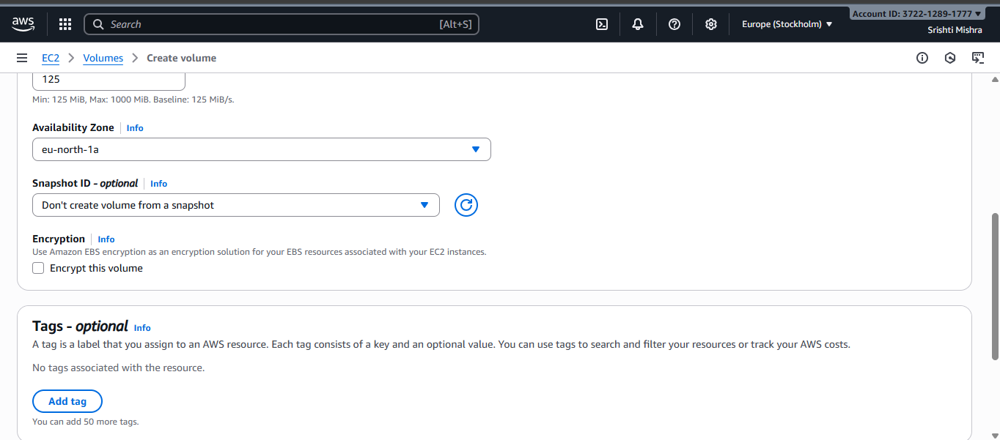 aws
Search
[Alt+S]
Europe (Stockholm)
Account ID: 3722-1289-1777
Srishti Mishra
EC2
Volumes
Create volume
125
Min: 125 MiB, Max: 1000 MiB. Baseline: 125 MiB/s.
Availability Zone
Info
eu-north-1a
Snapshot ID - optional
Info
Don't create volume from a snapshot
Encryption
Info
Use Amazon EBS encryption as an encryption solution for your EBS resources associated with your EC2 instances.
Encrypt this volume
Tags - optional
Info
A tag is a label that you assign to an AWS resource. Each tag consists of a key and an optional value. You can use tags to search and filter your resources or track your AWS costs.
No tags associated with the resource.
Add tag
You can add 50 more tags.